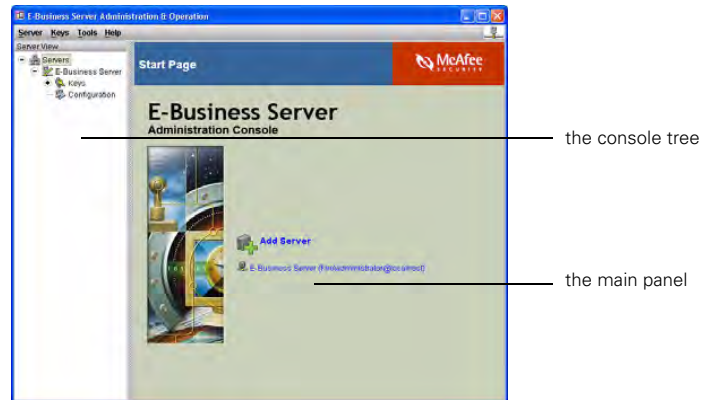 E-Business Server Administration & Operation
Server Keys Tools Help
Server View
Servers
E-Business Server
Keys
Configuration
Start Page
McAfee
SECURITY
E-Business Server
Administration Console
Add Server
E-Business Server
the console tree
the main panel